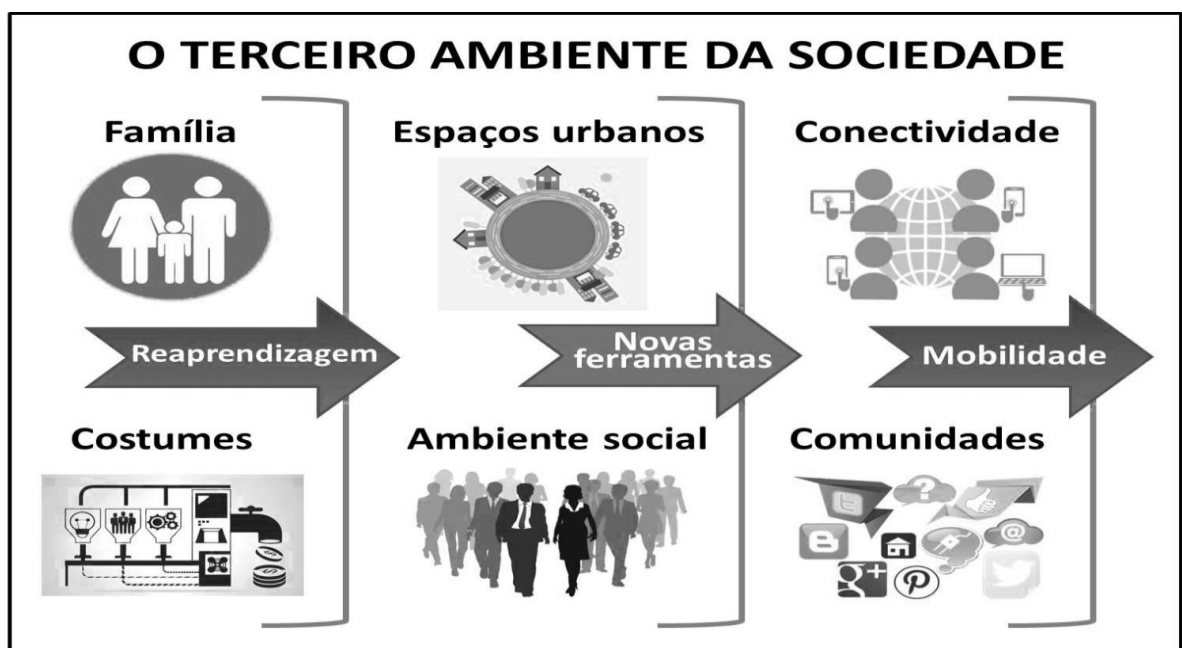 O TERCEIRO AMBIENTE DA SOCIEDADE
Família
Espaços urbanos
Conectividade
Reaprendizagem
Novas
ferramentas
Mobilidade
Costumes
Ambiente social
Comunidades